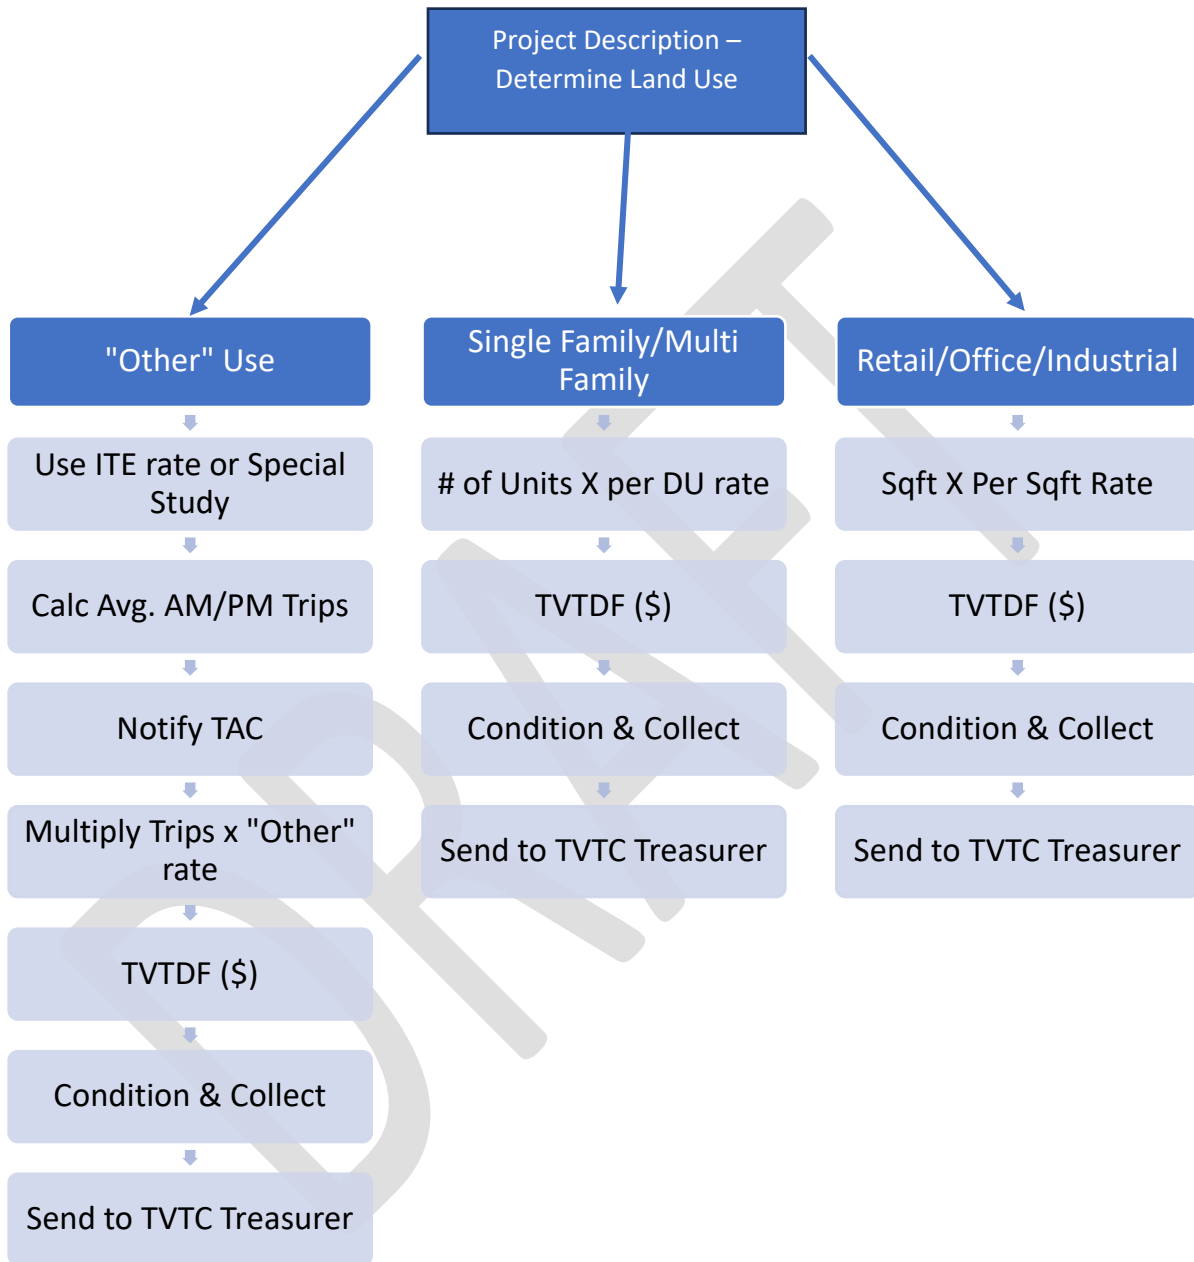 Project Description –
Determine Land Use
"Other" Use
Use ITE rate or Special
Study
Calc Avg. AM/PM Trips
Notify TAC
Multiply Trips x "Other"
rate
TVTDF ($)
Condition & Collect
Send to TVTC Treasurer
Single Family/Multi
Family
# of Units X per DU rate
TVTDF ($)
Condition & Collect
Send to TVTC Treasurer
Retail/Office/Industrial
Sqft X Per Sqft Rate
TVTDF ($)
Condition & Collect
Send to TVTC Treasurer
DRAFT